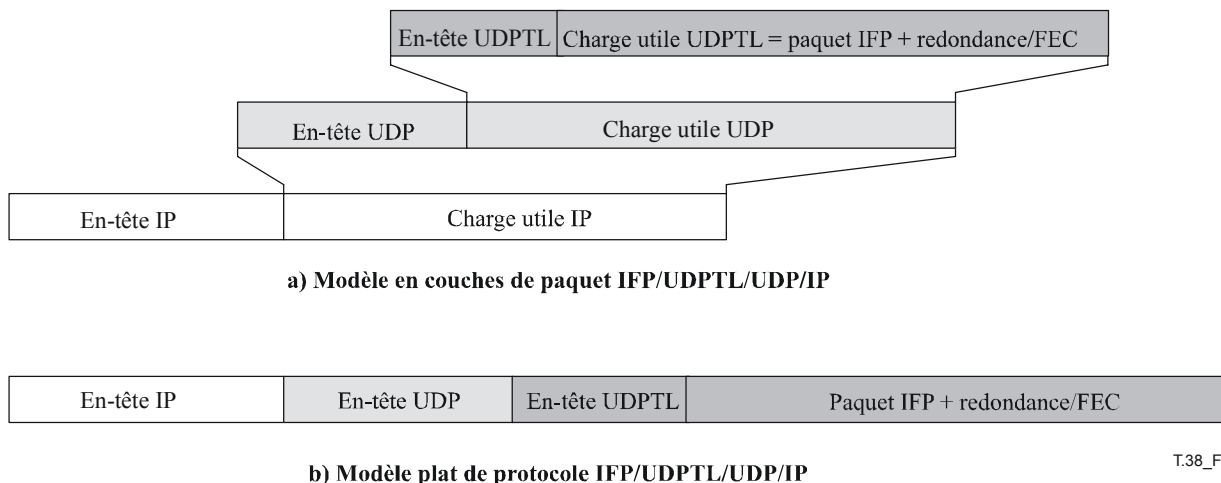 En-tête UDPTL Charge utile UDPTL = paquet IFP + redondance/FEC
En-tête UDP Charge utile UDP
En-tête IP Charge utile IP
a) Modèle en couches de paquet IFP/UDPTL/UDP/IP
En-tête IP En-tête UDP En-tête UDPTL Paquet IFP + redondance/FEC
b) Modèle plat de protocole IFP/UDPTL/UDP/IP
T.38_F